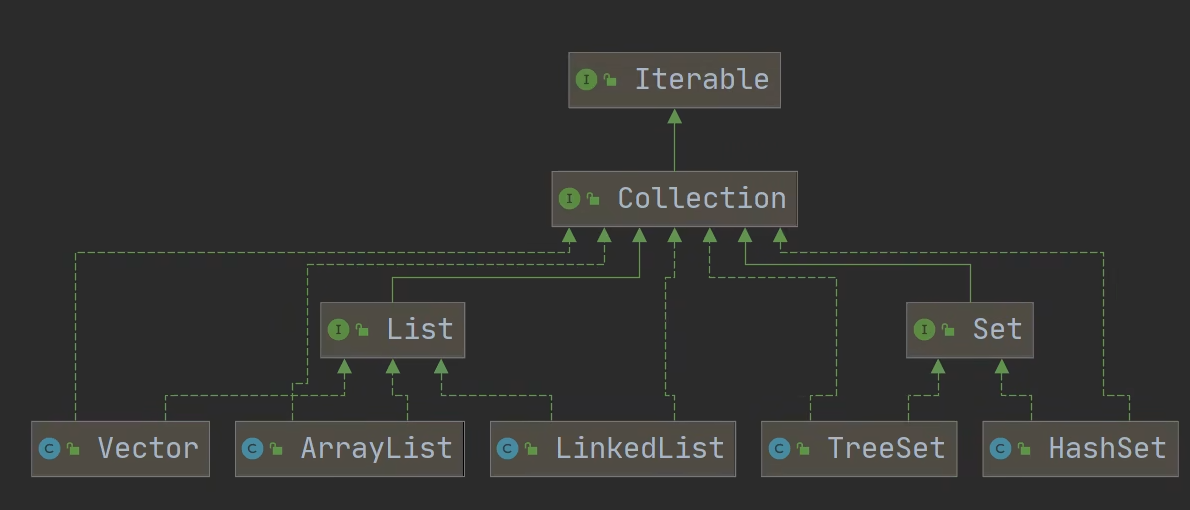 I Iterable
I Collection
I List
I Set
C Vector
C ArrayList
C LinkedList
C TreeSet
C HashSet